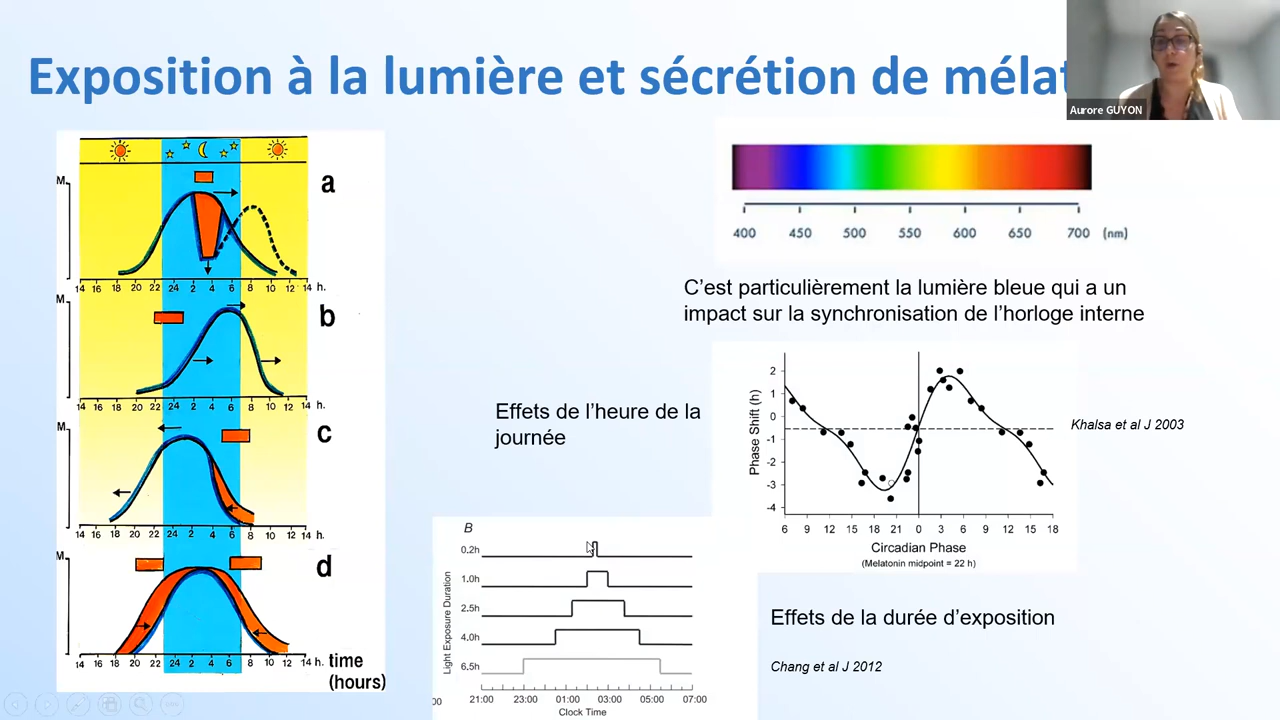 Exposition à la lumière et sécrétion de mélat
Aurore GUYON
a
M
14 16 18 20 22 24 2 4 6 8 10 12 14 h.
b
M
14 16 18 20 22 24 2 4 6 8 10 12 14 h.
c
M
14 16 18 20 22 24 2 4 6 8 10 12 14 h.
d
M
14 16 18 20 22 24 2 4 6 8 10 12 14 h.
time
(hours)
400 450 500 550 600 650 700 (nm)
C'est particulièrement la lumière bleue qui a un
impact sur la synchronisation de l'horloge interne
Effets de l'heure de la
journée
Phase Shift (h)
2
1
0
-1
-2
-3
-4
6 9 12 15 18 21 0 3 6 9 12 15 18
Circadian Phase
(Melatonin midpoint = 22 h)
Khalsa et al J 2003
B
Light Exposure Duration
0.2h
1.0h
2.5h
4.0h
6.5h
00
21:00 23:00 01:00 03:00 05:00 07:00
Clock Time
Effets de la durée d'exposition
Chang et al J 2012